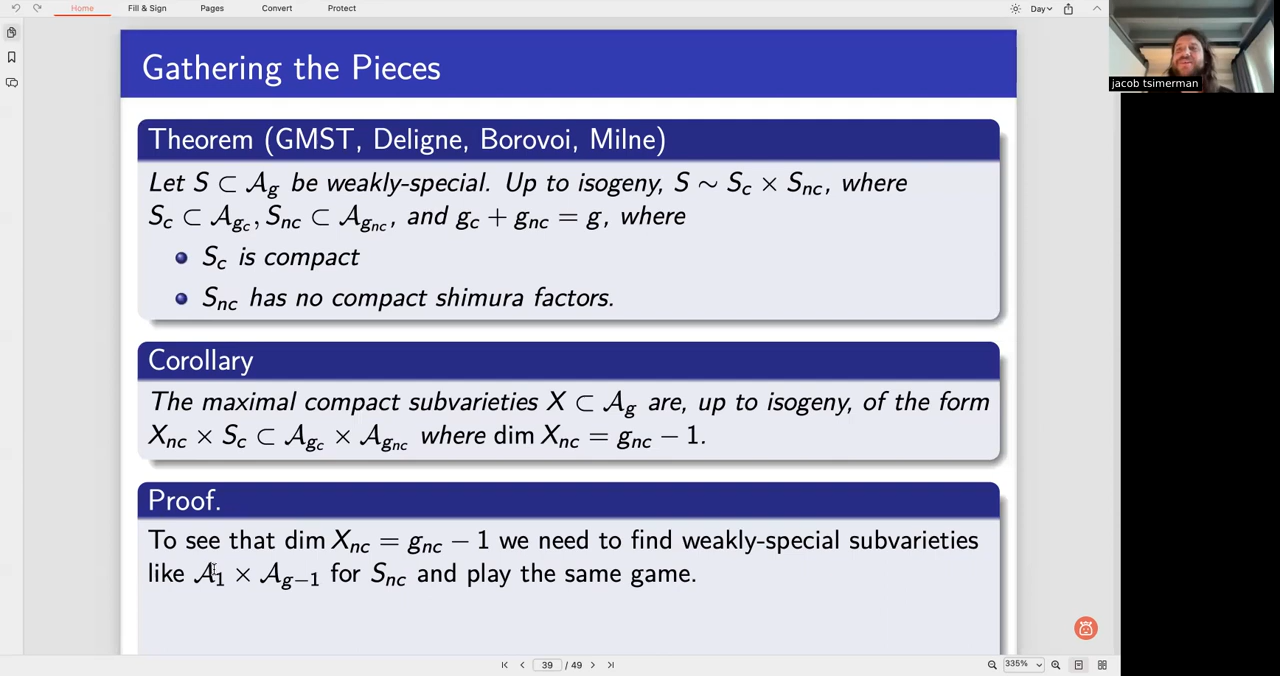 Home Fill & Sign Pages Convert Protect Day
jacob tsimerman
Gathering the Pieces
Theorem (GMST, Deligne, Borovoi, Milne)
Let S ⊂ 𝒜_g be weakly-special. Up to isogeny, S ∼ S_c × S_nc, where
S_c ⊂ 𝒜_{g_c}, S_nc ⊂ 𝒜_{g_nc}, and g_c + g_nc = g, where
• S_c is compact
• S_nc has no compact shimura factors.
Corollary
The maximal compact subvarieties X ⊂ 𝒜_g are, up to isogeny, of the form
X_nc × S_c ⊂ 𝒜_{g_c} × 𝒜_{g_nc} where dim X_nc = g_nc − 1.
Proof.
To see that dim X_nc = g_nc − 1 we need to find weakly-special subvarieties
like 𝒜_1 × 𝒜_{g−1} for S_nc and play the same game.
39 / 49
335%